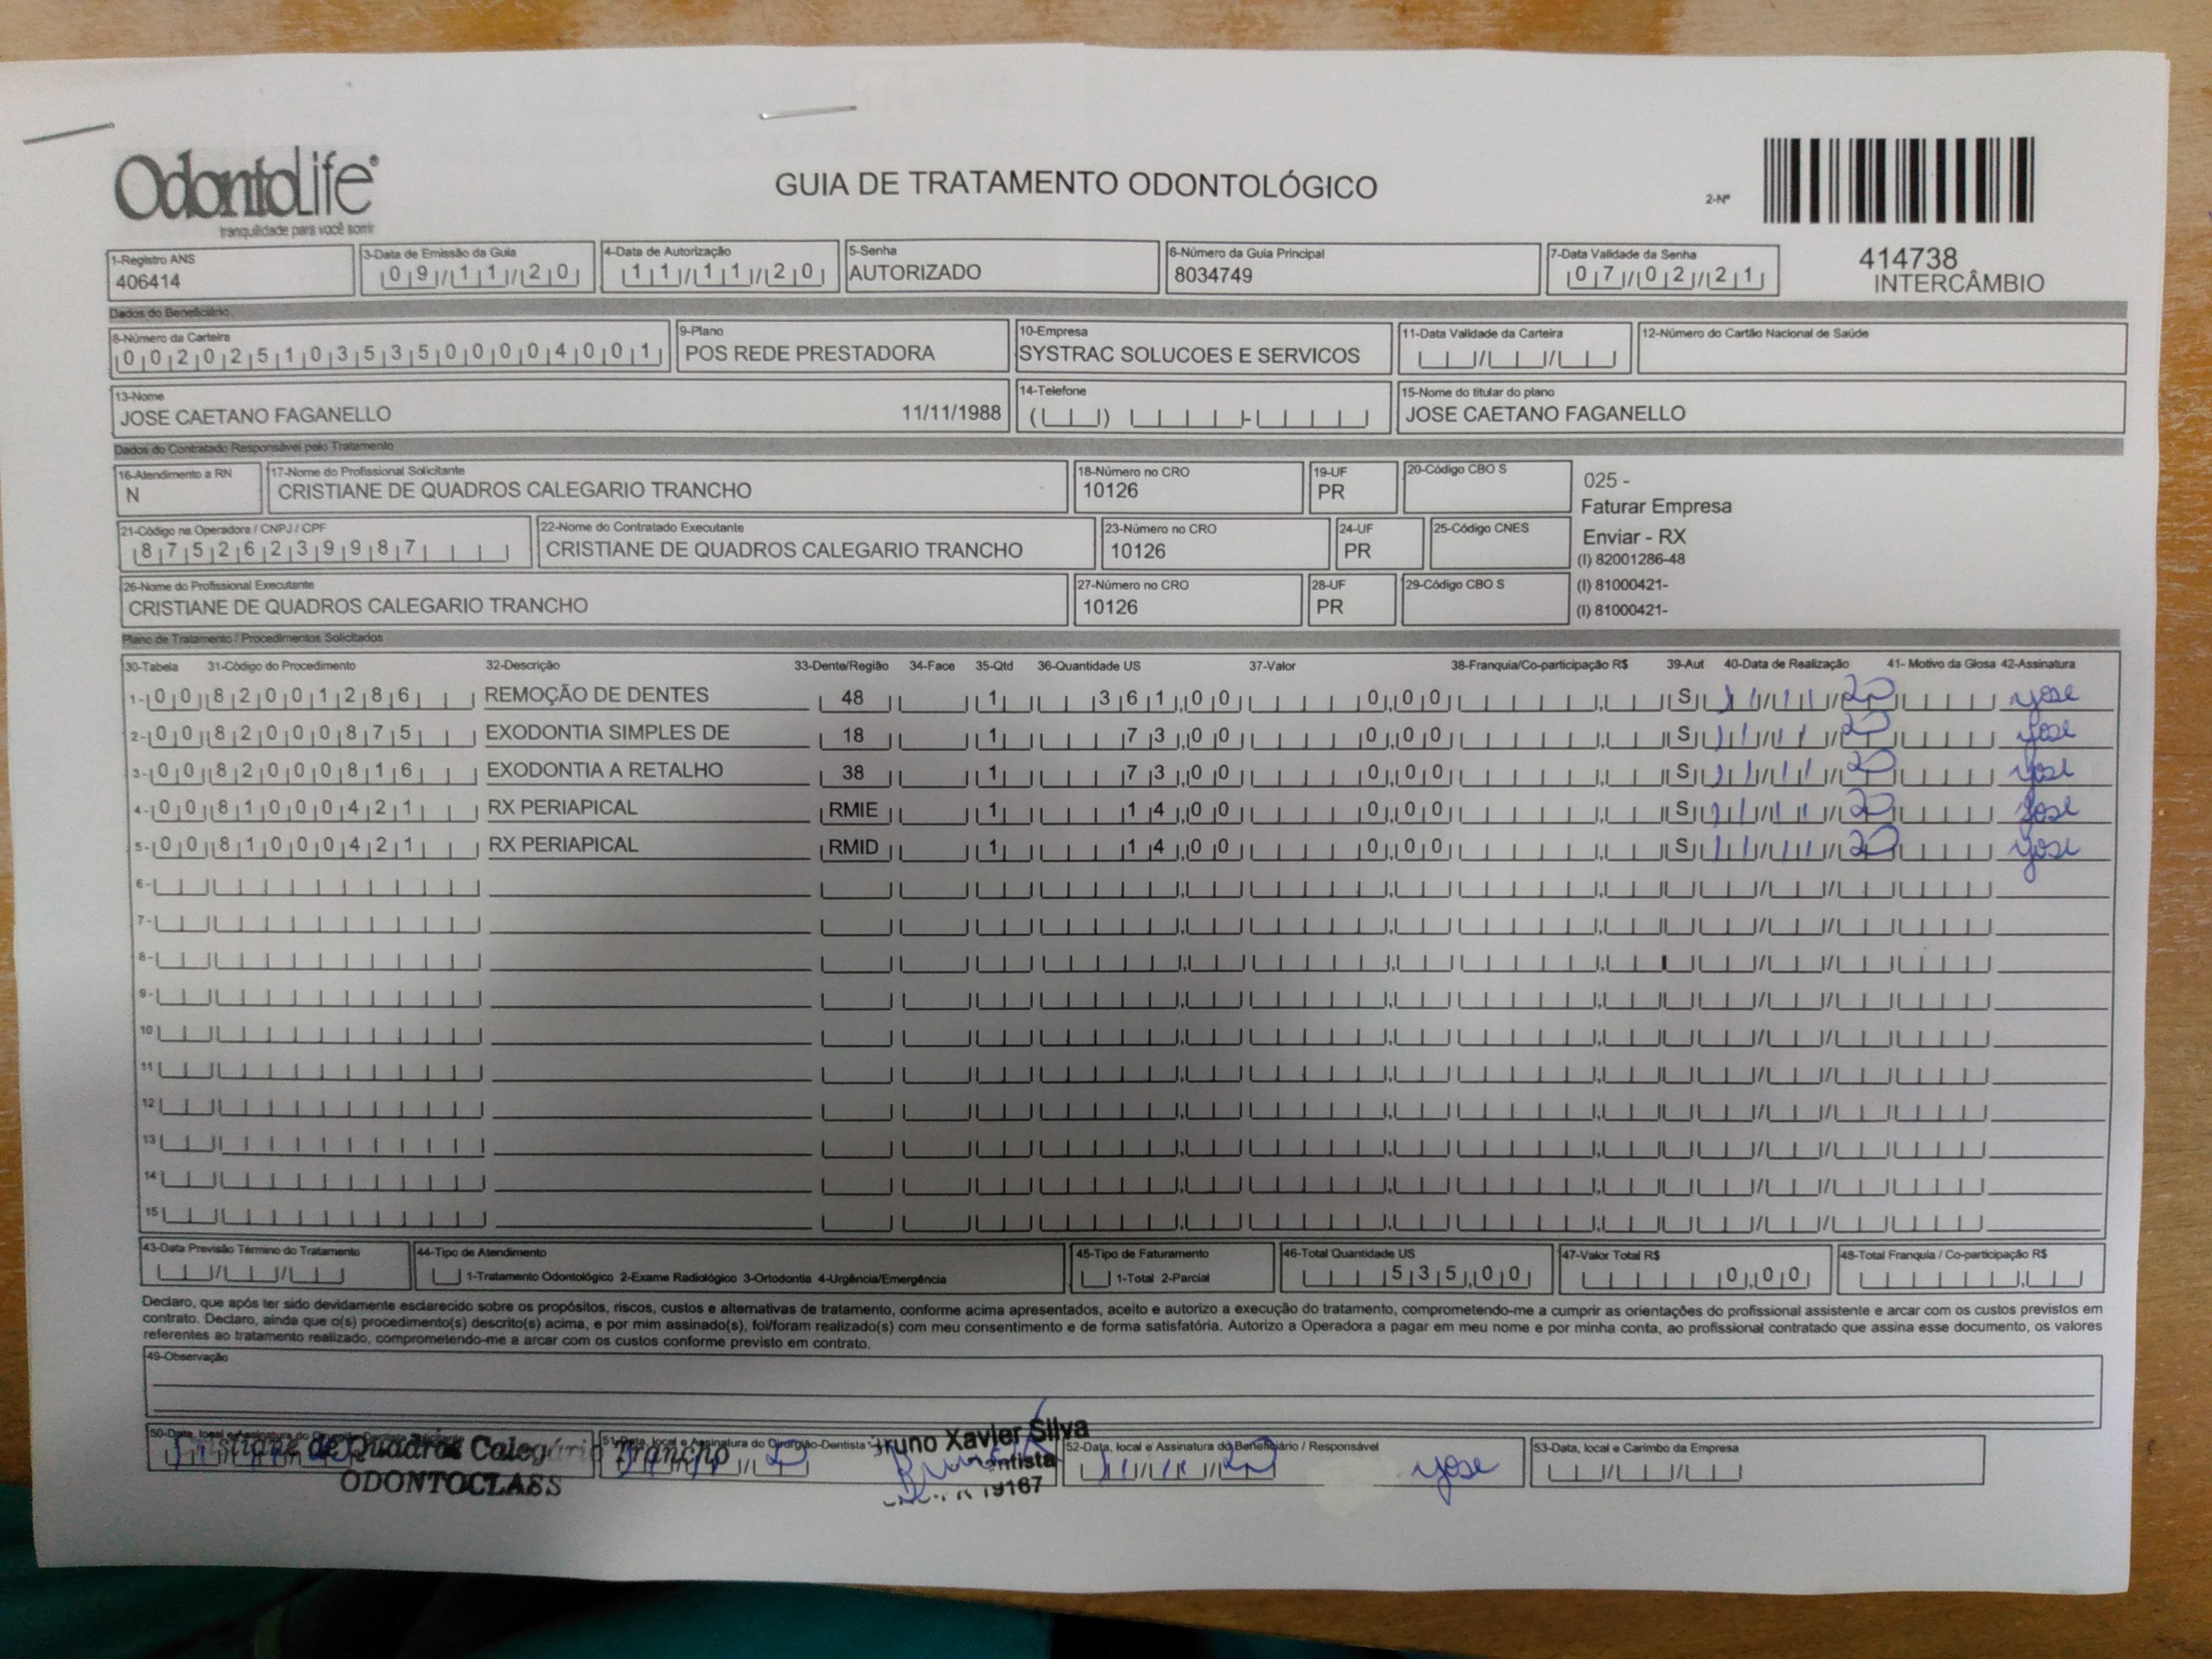 OdontoLife®
tranquilidade para você sorrir
GUIA DE TRATAMENTO ODONTOLÓGICO
2-Nº
414738
INTERCÂMBIO
1-Registro ANS
406414
3-Data de Emissão da Guia
09/11/20
4-Data de Autorização
11/11/20
5-Senha
AUTORIZADO
6-Número da Guia Principal
8034749
7-Data Validade da Senha
07/02/21
Dados do Beneficiário
8-Número da Carteira
00202510353500004001
9-Plano
POS REDE PRESTADORA
10-Empresa
SYSTRAC SOLUCOES E SERVICOS
11-Data Validade da Carteira
12-Número do Cartão Nacional de Saúde
13-Nome
JOSE CAETANO FAGANELLO 11/11/1988
14-Telefone
15-Nome do titular do plano
JOSE CAETANO FAGANELLO
Dados do Contratado Responsável pelo Tratamento
16-Atendimento a RN
N
17-Nome do Profissional Solicitante
CRISTIANE DE QUADROS CALEGARIO TRANCHO
18-Número no CRO
10126
19-UF
PR
20-Código CBO S
025 -
Faturar Empresa
Enviar - RX
(I) 82001286-48
(I) 81000421-
(I) 81000421-
21-Código na Operadora / CNPJ / CPF
87526239987
22-Nome do Contratado Executante
CRISTIANE DE QUADROS CALEGARIO TRANCHO
23-Número no CRO
10126
24-UF
PR
25-Código CNES
26-Nome do Profissional Executante
CRISTIANE DE QUADROS CALEGARIO TRANCHO
27-Número no CRO
10126
28-UF
PR
29-Código CBO S
Plano de Tratamento / Procedimentos Solicitados
30-Tabela 31-Código do Procedimento 32-Descrição 33-Dente/Região 34-Face 35-Qtd 36-Quantidade US 37-Valor 38-Franquia/Co-participação R$ 39-Aut 40-Data de Realização 41- Motivo da Glosa 42-Assinatura
1- 00 82001286 REMOÇÃO DE DENTES 48 1 361,00 0,00 S 11/11/20 jose
2- 00 82000875 EXODONTIA SIMPLES DE 18 1 73,00 0,00 S 11/11/20 jose
3- 00 82000816 EXODONTIA A RETALHO 38 1 73,00 0,00 S 11/11/20 jose
4- 00 81000421 RX PERIAPICAL RMIE 1 14,00 0,00 S 11/11/20 jose
5- 00 81000421 RX PERIAPICAL RMID 1 14,00 0,00 S 11/11/20 jose
6-
7-
8-
9-
10
11
12
13
14
15
43-Data Previsão Término do Tratamento
44-Tipo de Atendimento
1-Tratamento Odontológico 2-Exame Radiológico 3-Ortodontia 4-Urgência/Emergência
45-Tipo de Faturamento
1-Total 2-Parcial
46-Total Quantidade US
535,00
47-Valor Total R$
0,00
48-Total Franquia / Co-participação R$
Declaro, que após ter sido devidamente esclarecido sobre os propósitos, riscos, custos e alternativas de tratamento, conforme acima apresentados, aceito e autorizo a execução do tratamento, comprometendo-me a cumprir as orientações do profissional assistente e arcar com os custos previstos em
contrato. Declaro, ainda que o(s) procedimento(s) descrito(s) acima, e por mim assinado(s), foi/foram realizado(s) com meu consentimento e de forma satisfatória. Autorizo a Operadora a pagar em meu nome e por minha conta, ao profissional contratado que assina esse documento, os valores
referentes ao tratamento realizado, comprometendo-me a arcar com os custos conforme previsto em contrato.
49-Observação
de Quadros Calegário Trancho
ODONTOCLASS
51-Data, local e Assinatura do Cirurgião-Dentista
Bruno Xavier Silva
19167
52-Data, local e Assinatura do Beneficiário / Responsável
11/11/20 jose
53-Data, local e Carimbo da Empresa